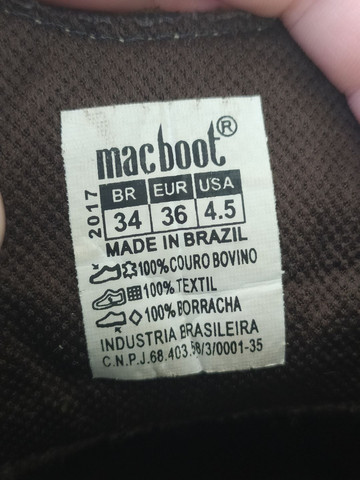 macboot®
2017
BR EUR USA
34 36 4.5
MADE IN BRAZIL
100% COURO BOVINO
100% TEXTIL
100% BORRACHA
INDUSTRIA BRASILEIRA